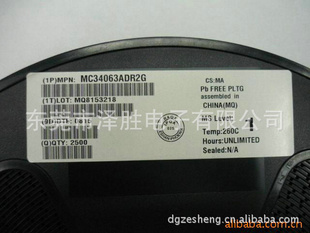 (1P)MPN: MC34063ADR2G
(1T)LOT: MQ8153218
(Q)QTY: 2500
CS:MA
Pb FREE PLTG
assembled in
CHINA(MQ)
MS Level: 1
Temp:260C
Hours:UNLIMITED
Sealed:N/A
东莞市泽胜电子有限公司
dgzesheng.cn.alibaba.com